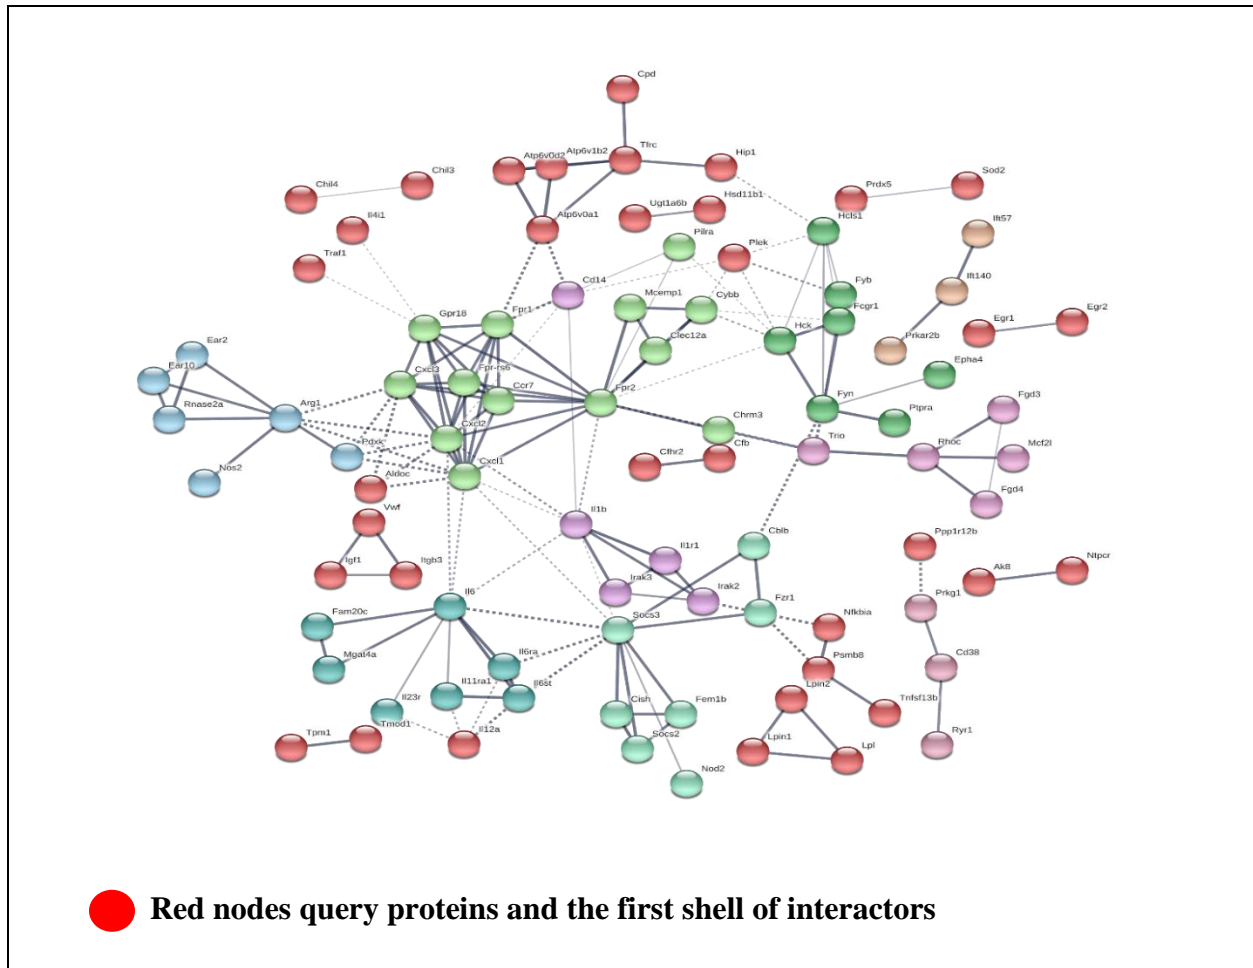 Cpd
Atp6v0d2
Atp6v1b2
Tfrc
Hip1
Chil4
Chil3
Ugt1a6b
Hsd11b1
Prdx5
Sod2
Il4i1
Atp6v0a1
Pilra
Plek
Hcls1
Ift57
Traf1
Cd14
Mcemp1
Cybb
Fyb
Fcgr1
Ift140
Gpr18
Fpr1
Clec12a
Hck
Prkar2b
Egr1
Egr2
Ear2
Ear10
Cxcl3
Fpr-rs6
Ccr7
Fpr2
Epha4
Rnase2a
Arg1
Fyn
Ptpra
Fgd3
Pdxk
Cxcl2
Chrm3
Trio
Rhoc
Mcf2l
Nos2
Aldoc
Cxcl1
Cfhr2
Cfb
Fgd4
Vwf
Il1b
Igf1
Itgb3
Il1r1
Cblb
Ppp1r12b
Ak8
Ntpcr
Irak3
Irak2
Fam20c
Il6
Socs3
Fzr1
Nfkbia
Prkg1
Mgat4a
Il6ra
Psmb8
Cd38
Il11ra1
Il6st
Lpin2
Il23r
Cish
Fem1b
Tnfsf13b
Tpm1
Tmod1
Il12a
Socs2
Lpin1
Lpl
Ryr1
Nod2
Red nodes query proteins and the first shell of interactors